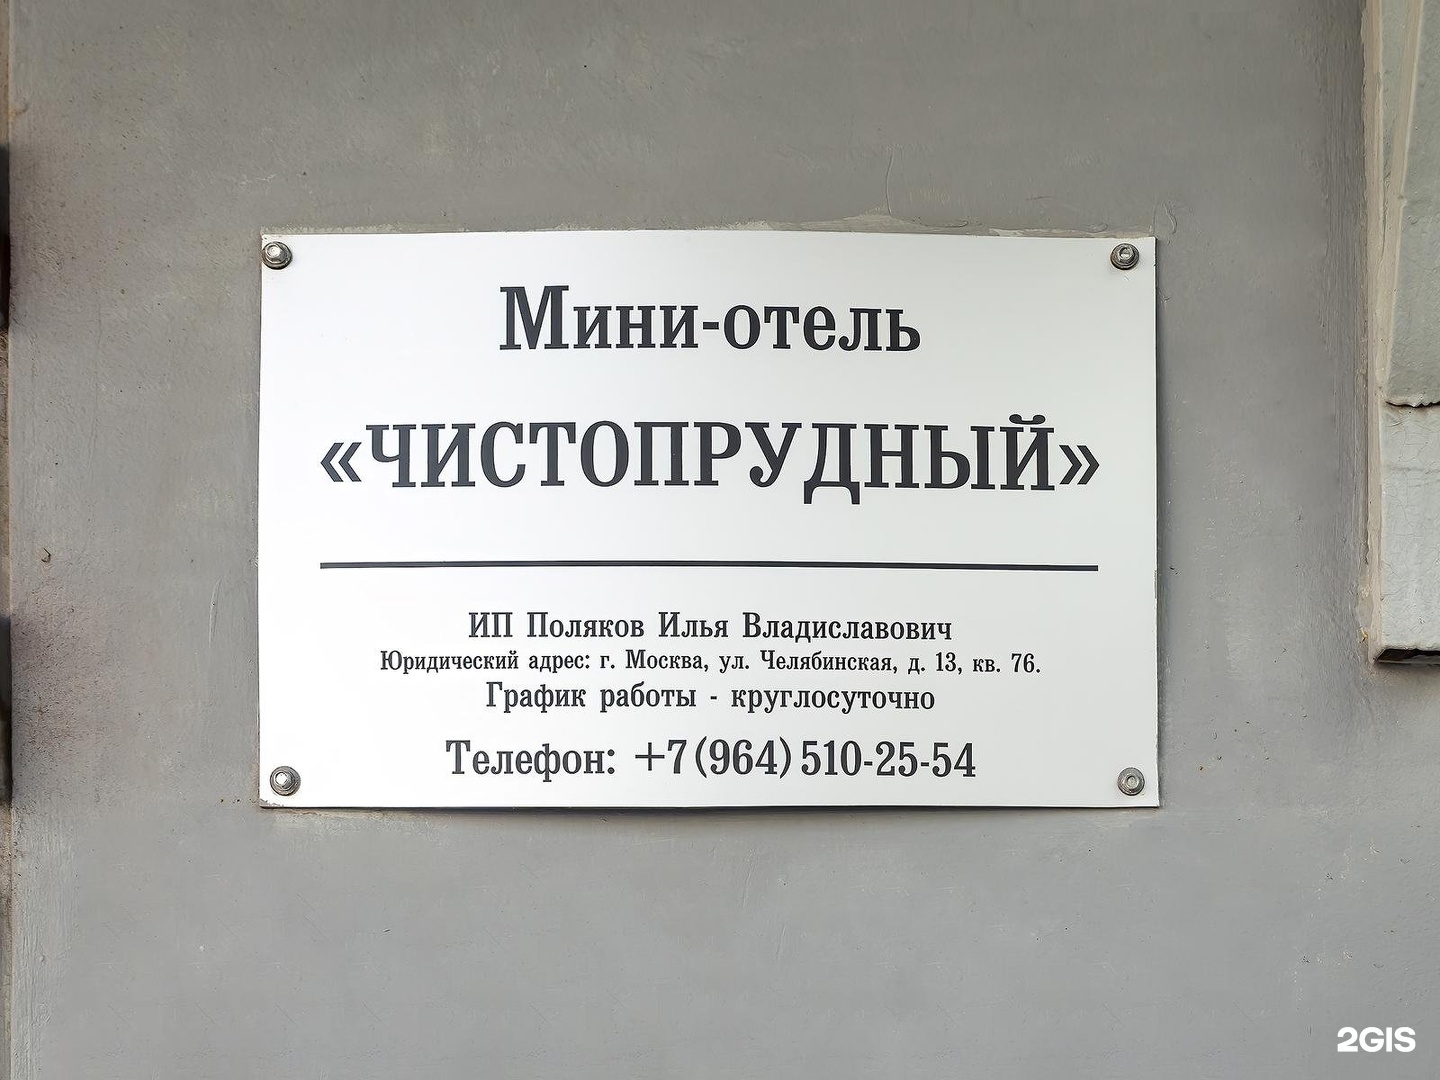 Мини-отель
«ЧИСТОПРУДНЫЙ»
ИП Поляков Илья Владиславович
Юридический адрес: г. Москва, ул. Челябинская, д. 13, кв. 76.
График работы - круглосуточно
Телефон: +7(964)510-25-54
2GIS